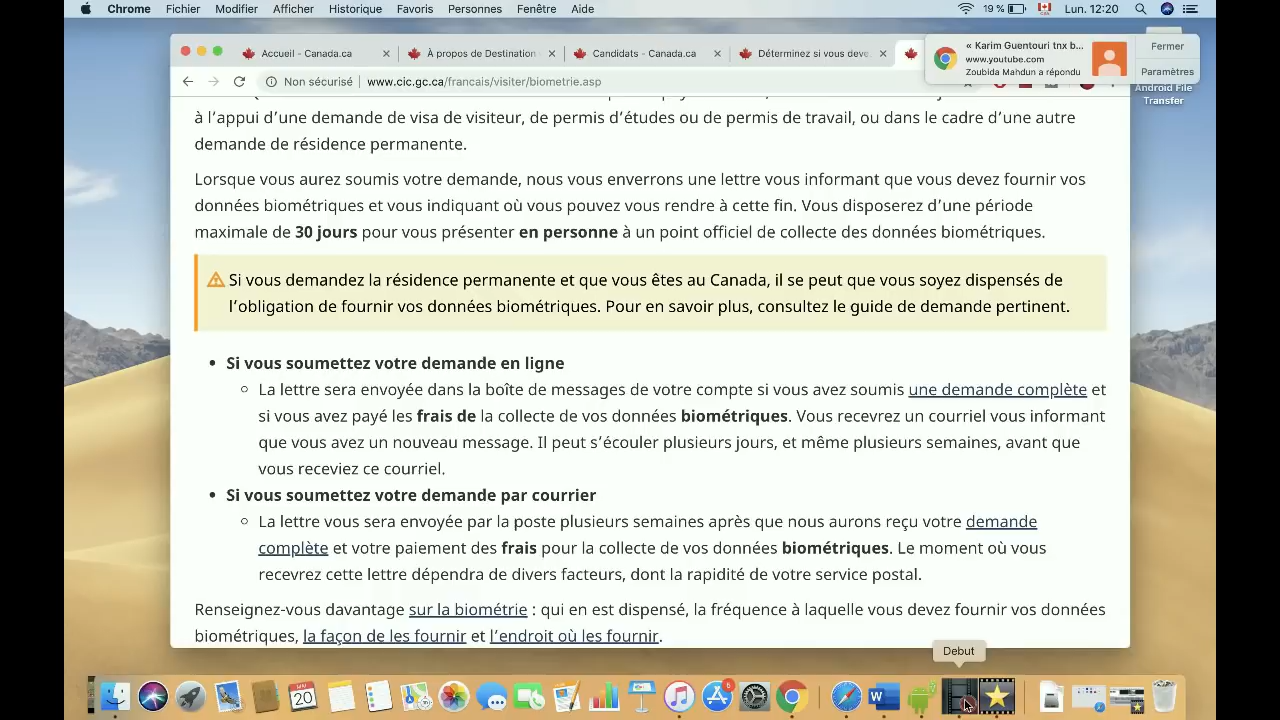 Chrome Fichier Modifier Afficher Historique Favoris Personnes Fenêtre Aide 19 % Lun. 12:20
Accueil - Canada.ca
À propos de Destination
Candidats - Canada.ca
Déterminez si vous deve
« Karim Guentouri tnx b...
www.youtube.com
Zoubida Mahdun a répondu
Fermer
Paramètres
Non sécurisé www.cic.gc.ca/francais/visiter/biometrie.asp
Android File
Transfer
à l'appui d'une demande de visa de visiteur, de permis d'études ou de permis de travail, ou dans le cadre d'une autre
demande de résidence permanente.
Lorsque vous aurez soumis votre demande, nous vous enverrons une lettre vous informant que vous devez fournir vos
données biométriques et vous indiquant où vous pouvez vous rendre à cette fin. Vous disposerez d'une période
maximale de 30 jours pour vous présenter en personne à un point officiel de collecte des données biométriques.
Si vous demandez la résidence permanente et que vous êtes au Canada, il se peut que vous soyez dispensés de
l'obligation de fournir vos données biométriques. Pour en savoir plus, consultez le guide de demande pertinent.
• Si vous soumettez votre demande en ligne
○ La lettre sera envoyée dans la boîte de messages de votre compte si vous avez soumis une demande complète et
si vous avez payé les frais de la collecte de vos données biométriques. Vous recevrez un courriel vous informant
que vous avez un nouveau message. Il peut s'écouler plusieurs jours, et même plusieurs semaines, avant que
vous receviez ce courriel.
• Si vous soumettez votre demande par courrier
○ La lettre vous sera envoyée par la poste plusieurs semaines après que nous aurons reçu votre demande
complète et votre paiement des frais pour la collecte de vos données biométriques. Le moment où vous
recevrez cette lettre dépendra de divers facteurs, dont la rapidité de votre service postal.
Renseignez-vous davantage sur la biométrie : qui en est dispensé, la fréquence à laquelle vous devez fournir vos données
biométriques, la façon de les fournir et l'endroit où les fournir.
Debut
20
6